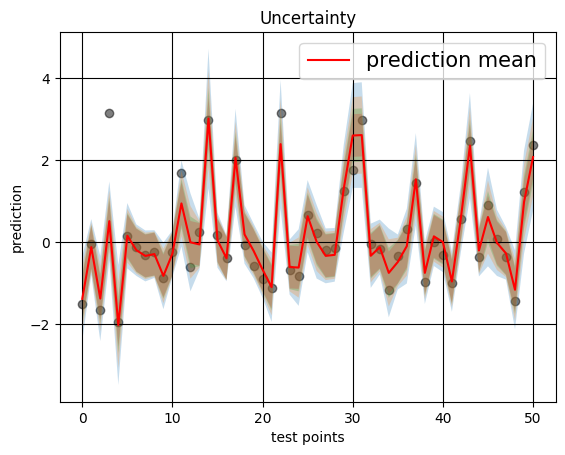 Uncertainty
prediction mean
4
2
0
−2
prediction
0 10 20 30 40 50
test points